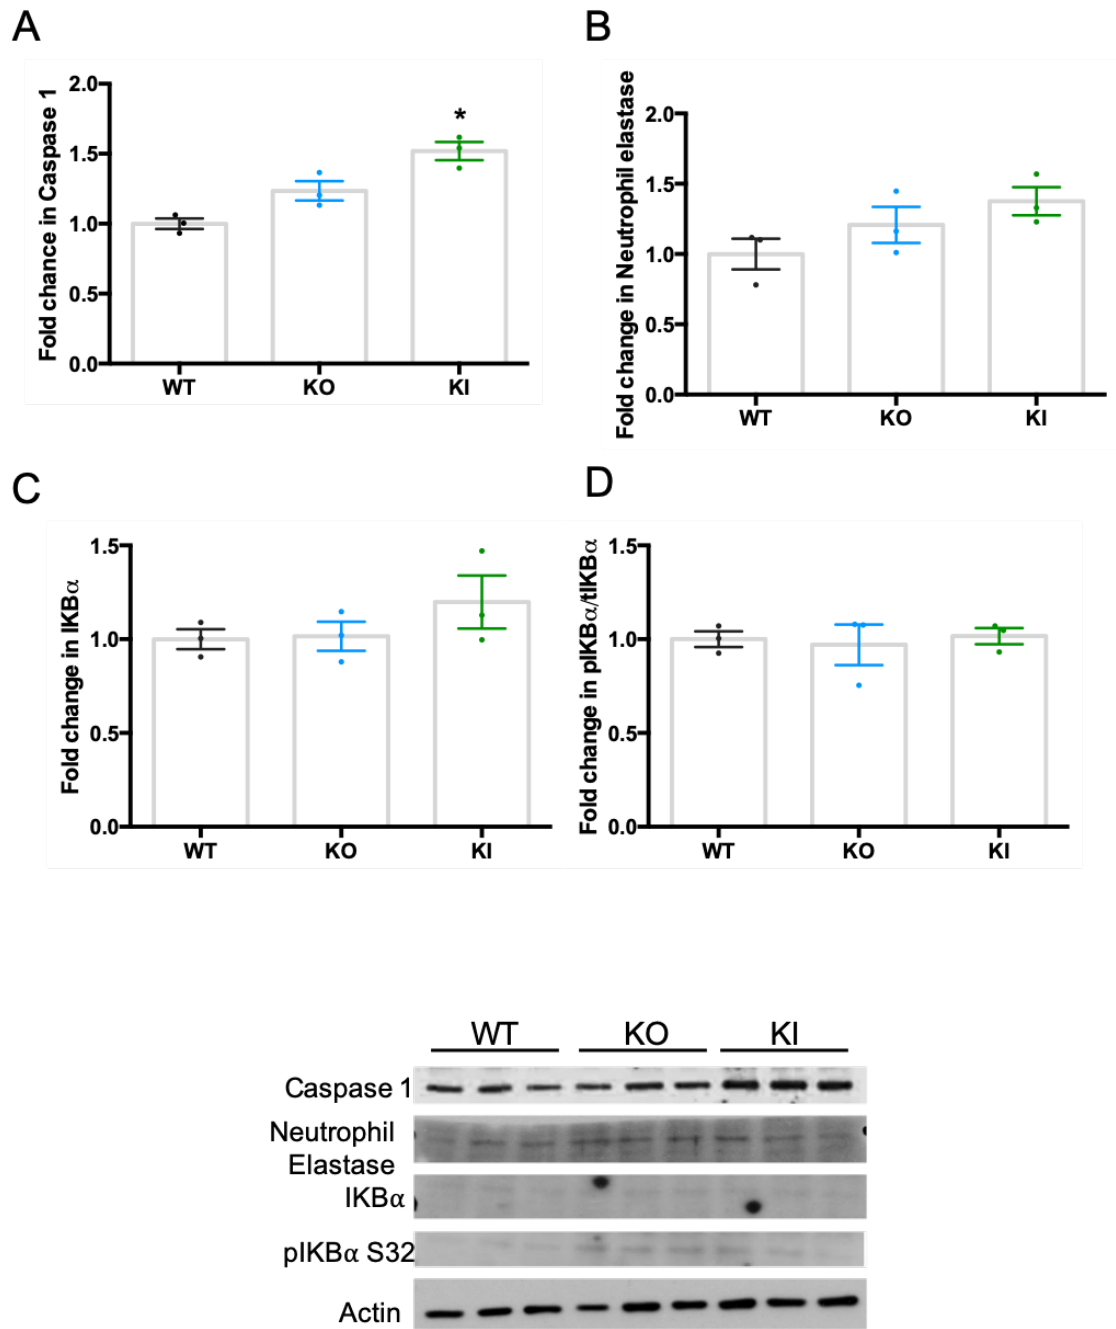 A
B
Fold chance in Caspase 1
2.0
1.5
1.0
0.5
0.0
*
WT
KO
KI
Fold change in Neutrophil elastase
2.0
1.5
1.0
0.5
0.0
WT
KO
KI
C
D
Fold change in IKBα
1.5
1.0
0.5
0.0
WT
KO
KI
Fold change in pIKBα/tIKBα
1.5
1.0
0.5
0.0
WT
KO
KI
WT
KO
KI
Caspase 1
Neutrophil
Elastase
IKBα
pIKBα S32
Actin